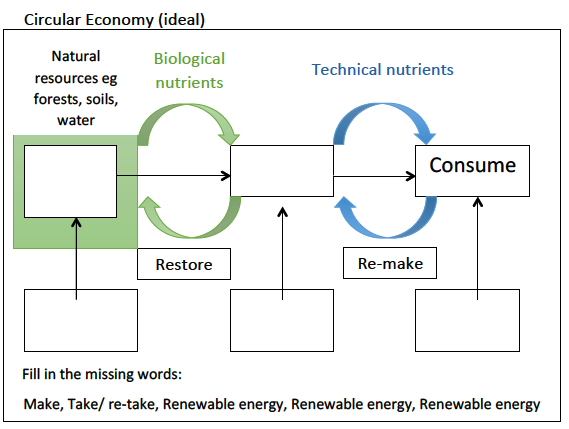 Circular Economy (ideal)
Natural
resources eg
forests, soils,
water
Biological
nutrients
Technical nutrients
Consume
Restore
Re-make
Fill in the missing words:
Make, Take/ re-take, Renewable energy, Renewable energy, Renewable energy